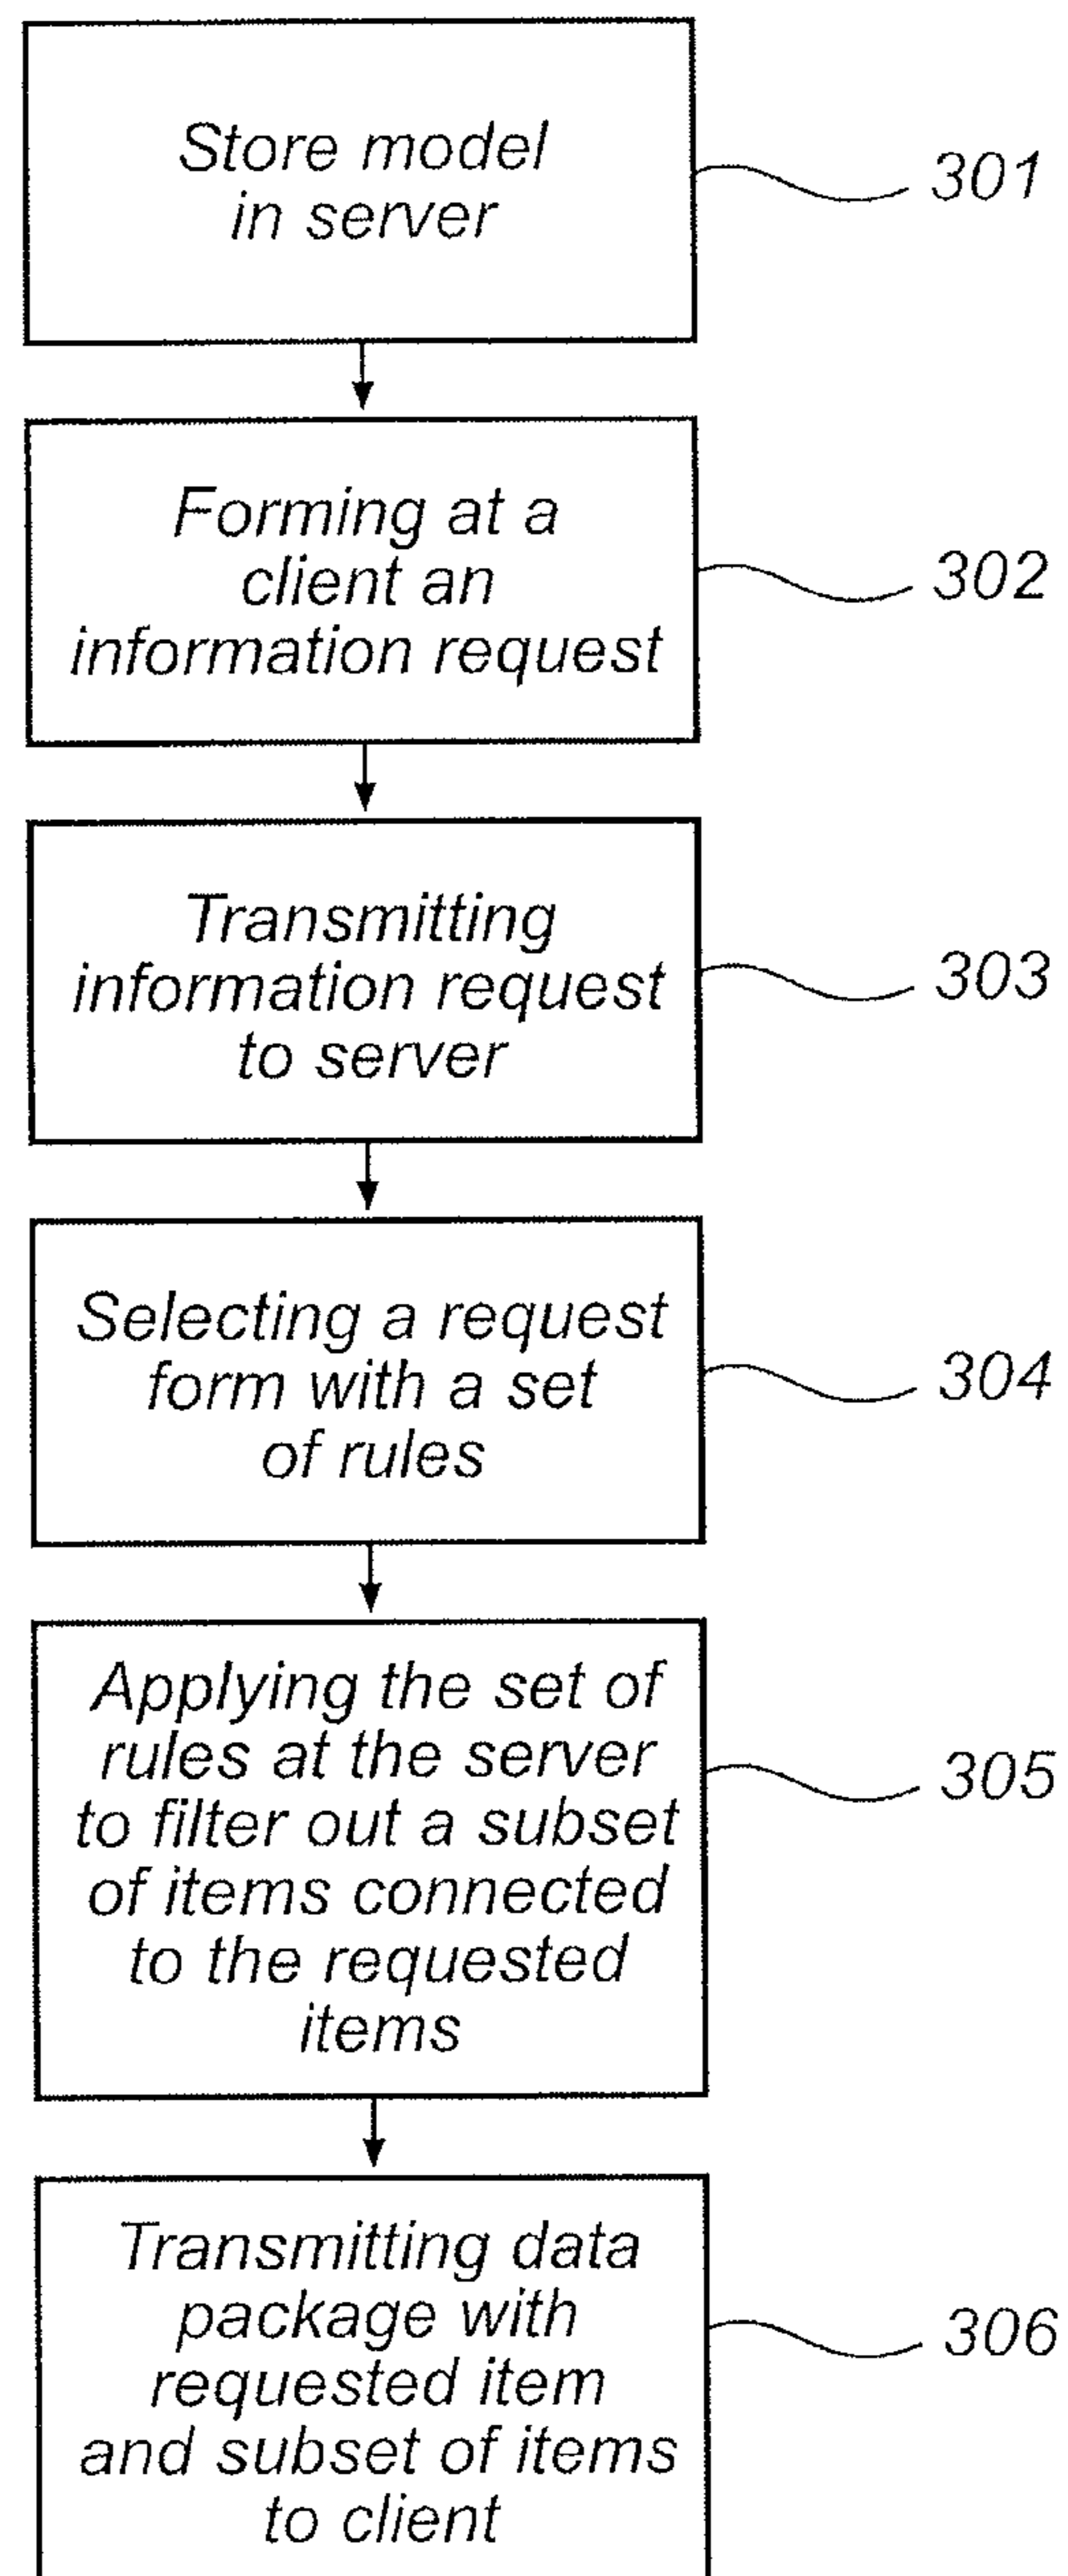 Store model
in server
301
Forming at a
client an
information request
302
Transmitting
information request
to server
303
Selecting a request
form with a set
of rules
304
Applying the set of
rules at the server
to filter out a subset
of items connected
to the requested
items
305
Transmitting data
package with
requested item
and subset of items
to client
306